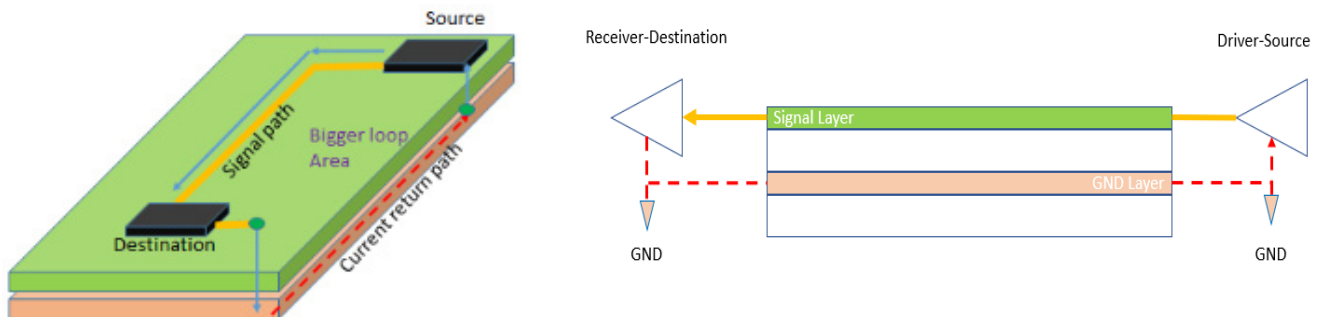 Source
Signal path
Bigger loop
Area
Current return path
Destination
Receiver-Destination
Driver-Source
Signal Layer
GND Layer
GND
GND